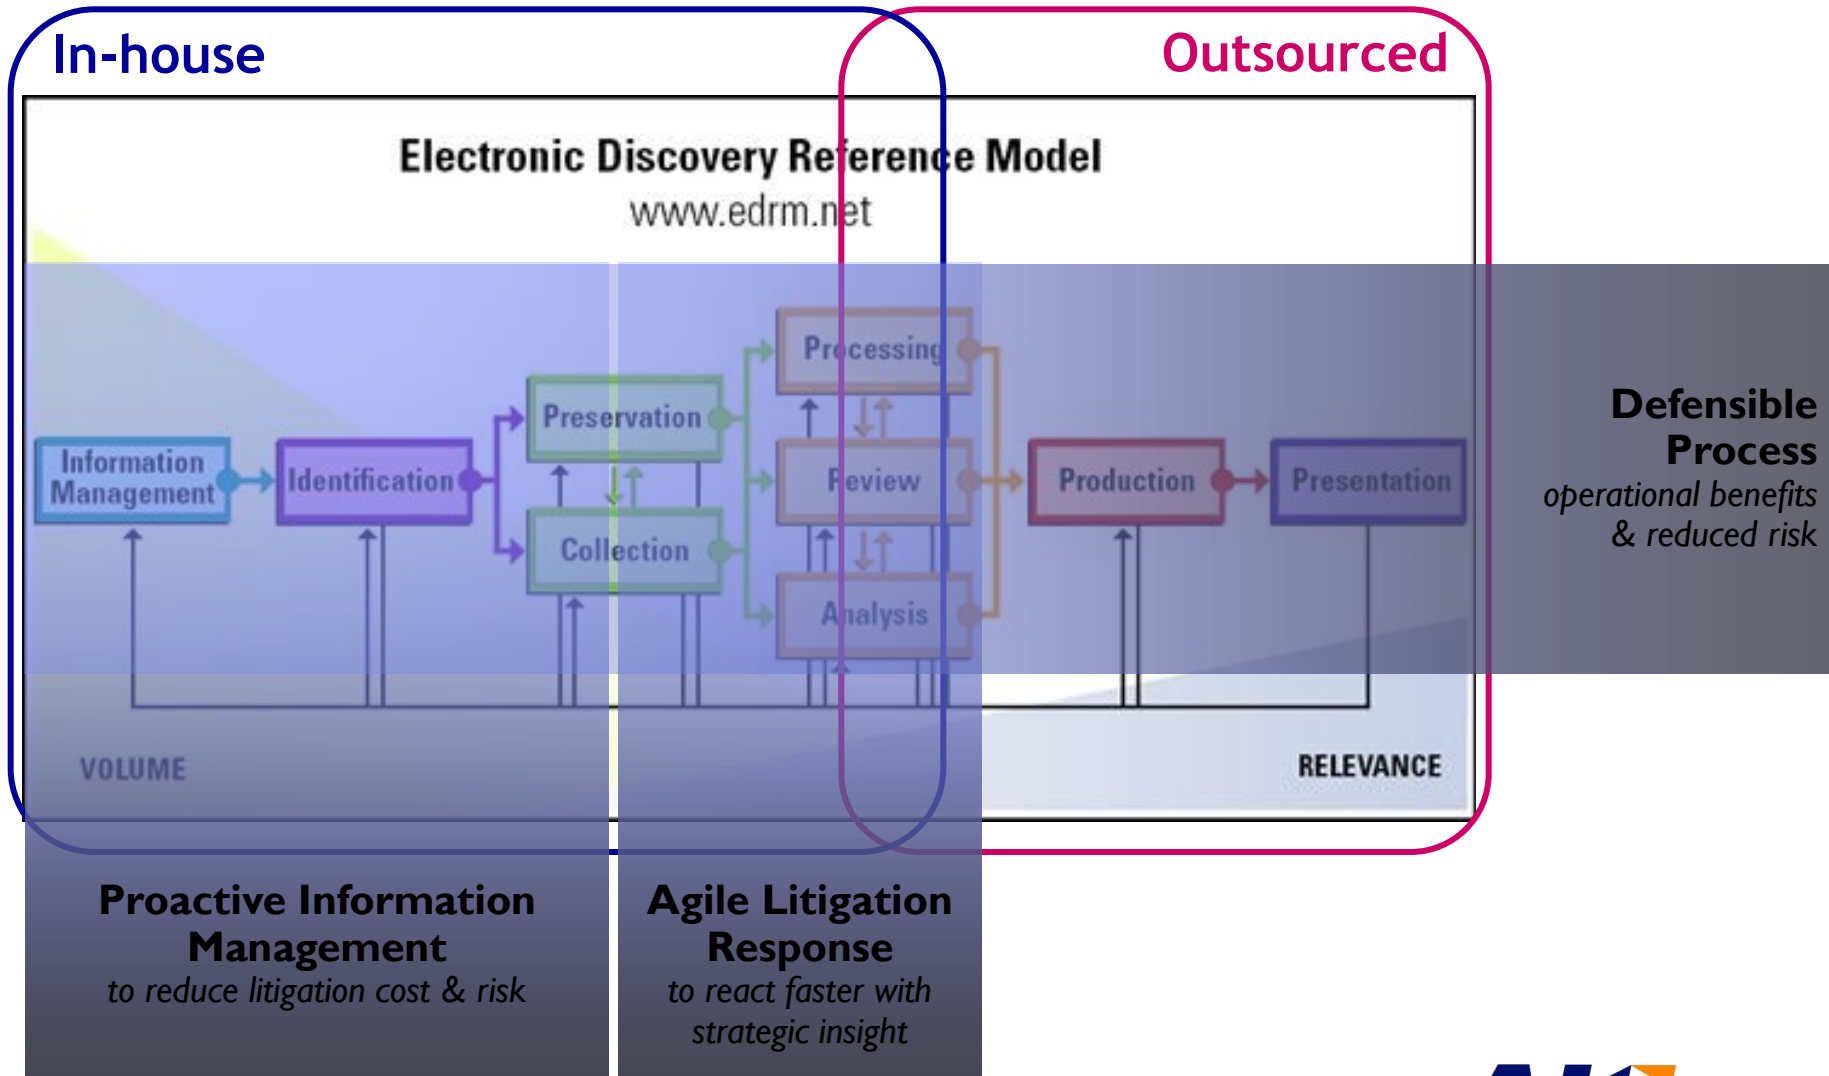 In-house
Outsourced
Electronic Discovery Reference Model
www.edrm.net
Processing
Preservation
Information
Management
Identification
Review
Production
Presentation
Collection
Analysis
Defensible
Process
operational benefits
& reduced risk
VOLUME
RELEVANCE
Proactive Information
Management
to reduce litigation cost & risk
Agile Litigation
Response
to react faster with
strategic insight